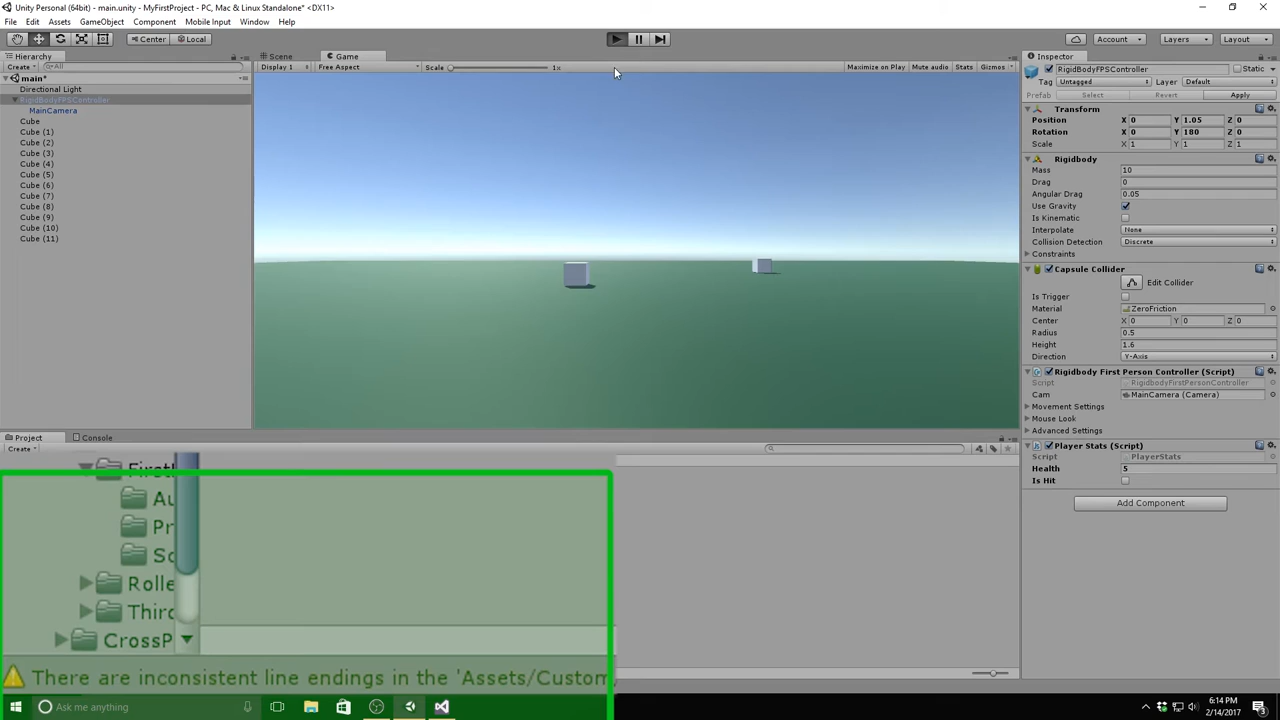 Unity Personal (64bit) - main.unity - MyFirstProject - PC, Mac & Linux Standalone* <DX11>
File Edit Assets GameObject Component Mobile Input Window Help
Center Local Account Layers Layout
Hierarchy
Create All
main*
Directional Light
RigidBodyFPSController
MainCamera
Cube
Cube (1)
Cube (2)
Cube (3)
Cube (4)
Cube (5)
Cube (6)
Cube (7)
Cube (8)
Cube (9)
Cube (10)
Cube (11)
Scene Game
Display 1 Free Aspect Scale 1x Maximize on Play Mute audio Stats Gizmos
Inspector
RigidBodyFPSController Static
Tag Untagged Layer Default
Prefab Select Revert Apply
Transform
Position X 0 Y 1.05 Z 0
Rotation X 0 Y 180 Z 0
Scale X 1 Y 1 Z 1
Rigidbody
Mass 10
Drag 0
Angular Drag 0.05
Use Gravity
Is Kinematic
Interpolate None
Collision Detection Discrete
Constraints
Capsule Collider
Edit Collider
Is Trigger
Material ZeroFriction
Center X 0 Y 0 Z 0
Radius 0.5
Height 1.6
Direction Y-Axis
Rigidbody First Person Controller (Script)
Script RigidbodyFirstPersonController
Cam MainCamera (Camera)
Movement Settings
Mouse Look
Advanced Settings
Player Stats (Script)
Script PlayerStats
Health 5
Is Hit
Add Component
Project Console
Create
Au
Pr
Sc
Rolle
Third
CrossP
There are inconsistent line endings in the 'Assets/Custom
Ask me anything
6:14 PM
2/14/2017